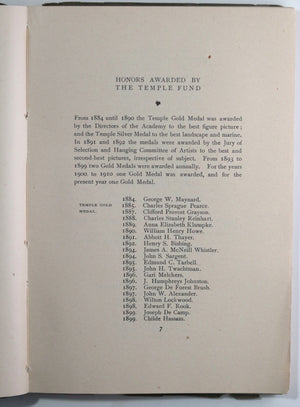 HONORS AWARDED BY
THE TEMPLE FUND
From 1884 until 1890 the Temple Gold Medal was awarded
by the Directors of the Academy to the best figure picture;
and the Temple Silver Medal to the best landscape and marine.
In 1891 and 1892 the medals were awarded by the Jury of
Selection and Hanging Committee of Artists to the best and
second-best pictures, irrespective of subject. From 1893 to
1899 two Gold Medals were awarded annually. For the years
1900 to 1910 one Gold Medal was awarded, and for the
present year one Gold Medal.
TEMPLE GOLD
MEDAL.
1884. George W. Maynard.
1885. Charles Sprague Pearce.
1887. Clifford Provost Grayson.
1888. Charles Stanley Reinhart.
1889. Anna Elizabeth Klumpke.
1890. William Henry Howe.
1891. Abbott H. Thayer.
1892. Henry S. Bisbing.
1894. James A. McNeill Whistler.
1894. John S. Sargent.
1895. Edmund C. Tarbell.
1895. John H. Twachtman.
1896. Gari Melchers.
1896. J. Humphreys Johnston.
1897. George De Forest Brush.
1897. John W. Alexander.
1898. Wilton Lockwood.
1898. Edward F. Rook.
1899. Joseph De Camp.
1899. Childe Hassam.
7